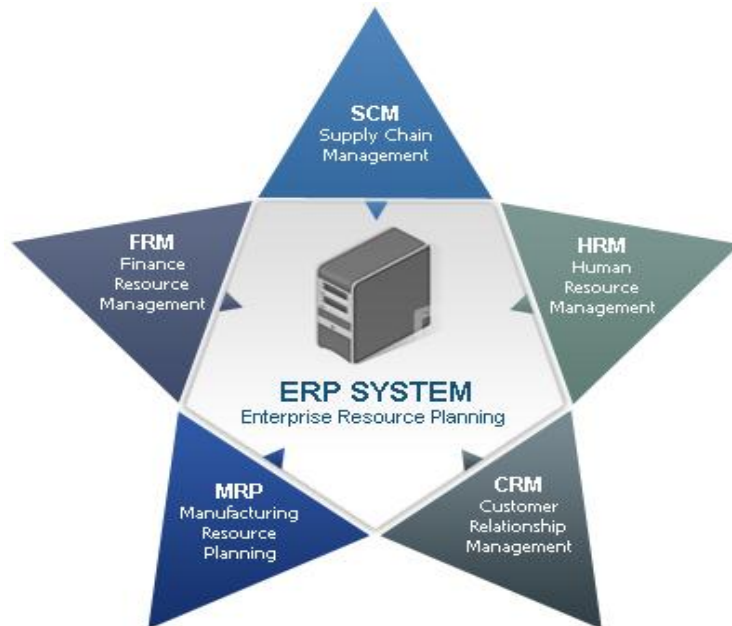 SCM
Supply Chain
Management
FRM
Finance
Resource
Management
HRM
Human
Resource
Management
ERP SYSTEM
Enterprise Resource Planning
MRP
Manufacturing
Resource
Planning
CRM
Customer
Relationship
Management